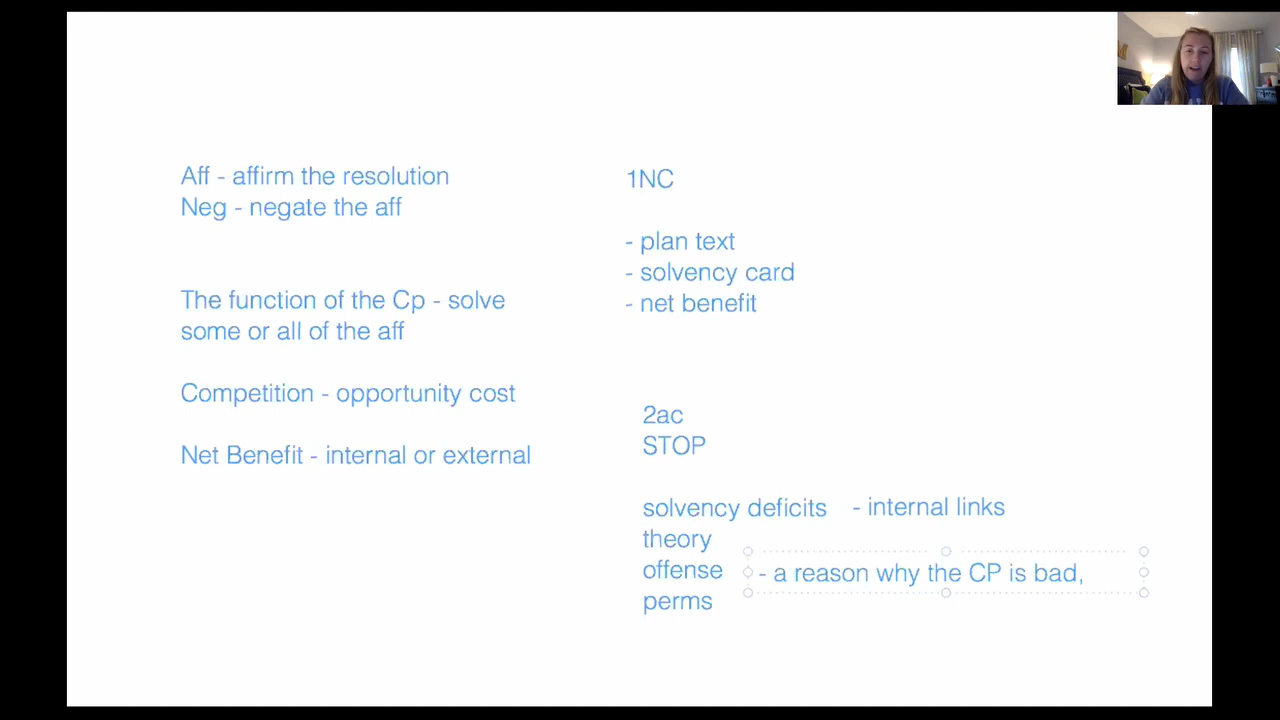 Aff - affirm the resolution
Neg - negate the aff
The function of the Cp - solve
some or all of the aff
Competition - opportunity cost
Net Benefit - internal or external
1NC
- plan text
- solvency card
- net benefit
2ac
STOP
solvency deficits - internal links
theory
offense - a reason why the CP is bad,
perms